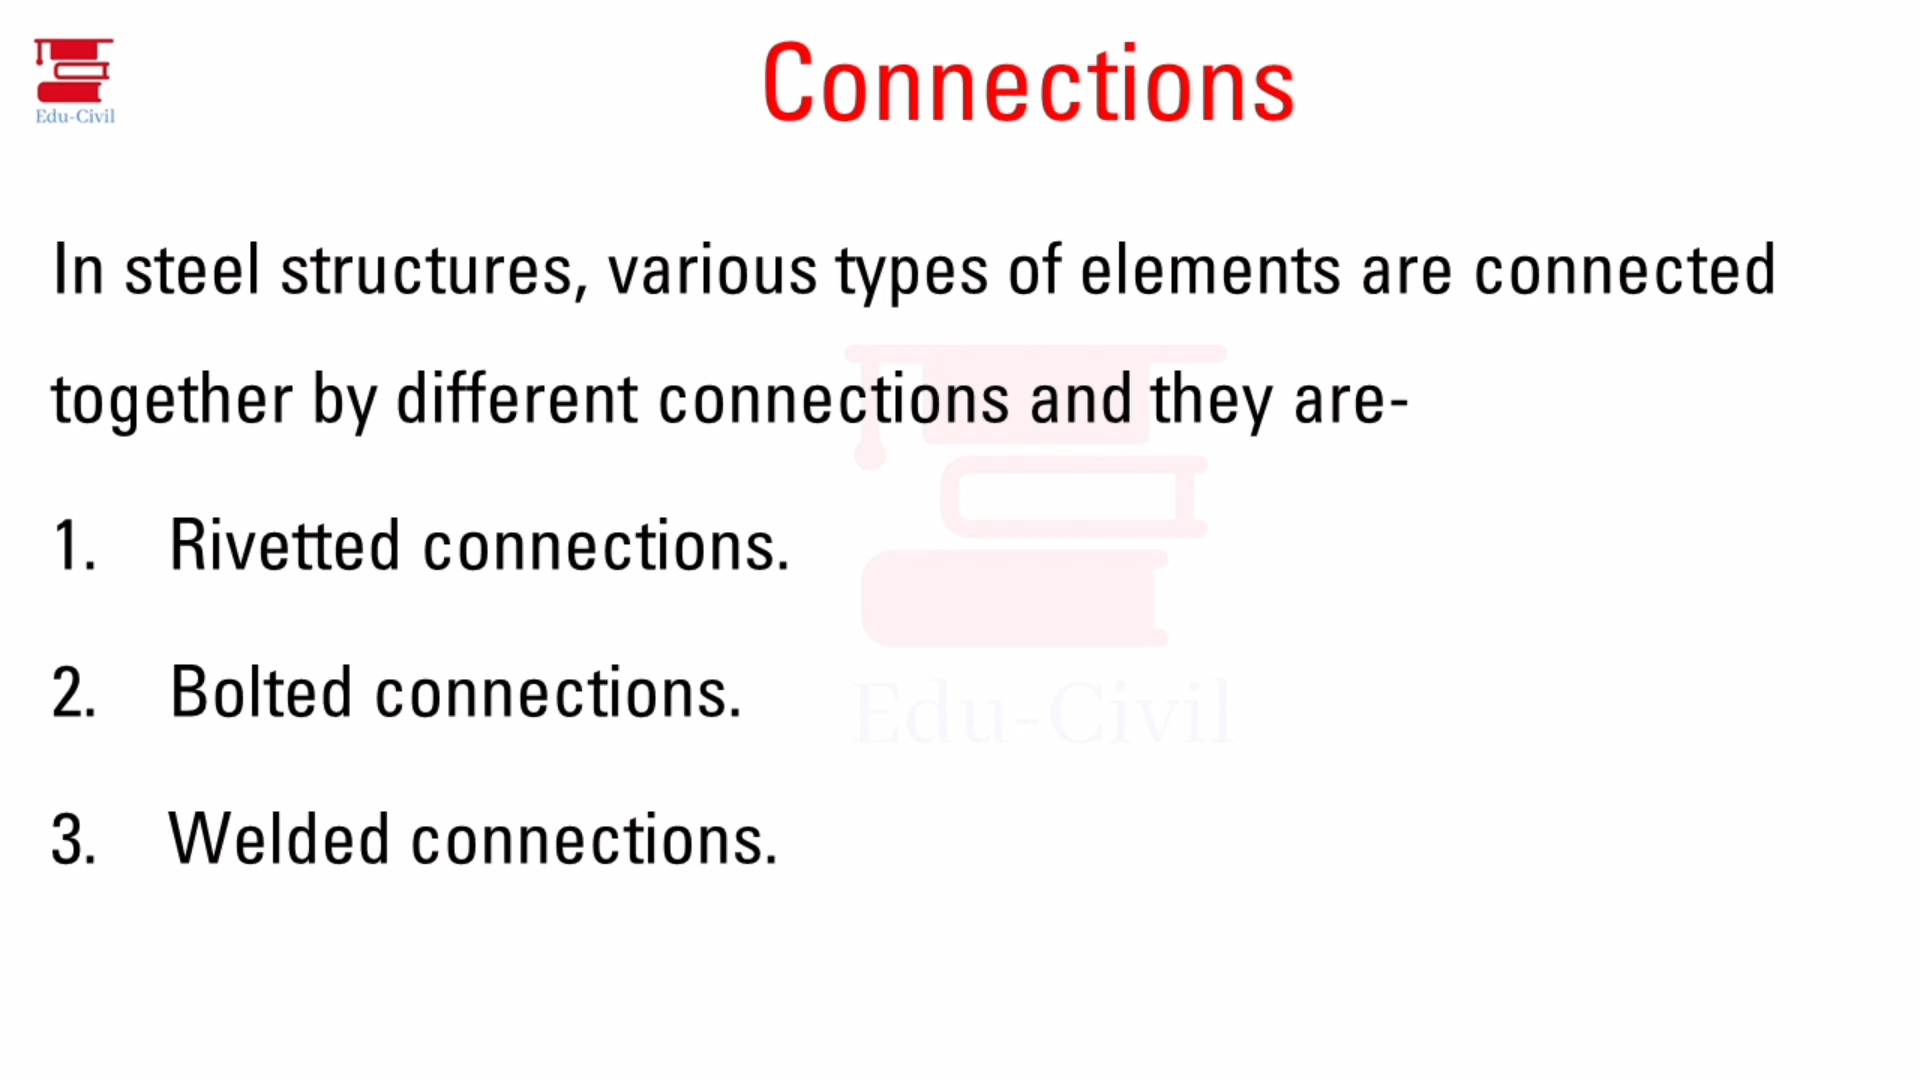 Edu-Civil
Connections
In steel structures, various types of elements are connected
together by different connections and they are-
1. Rivetted connections.
2. Bolted connections.
3. Welded connections.
Edu-Civil